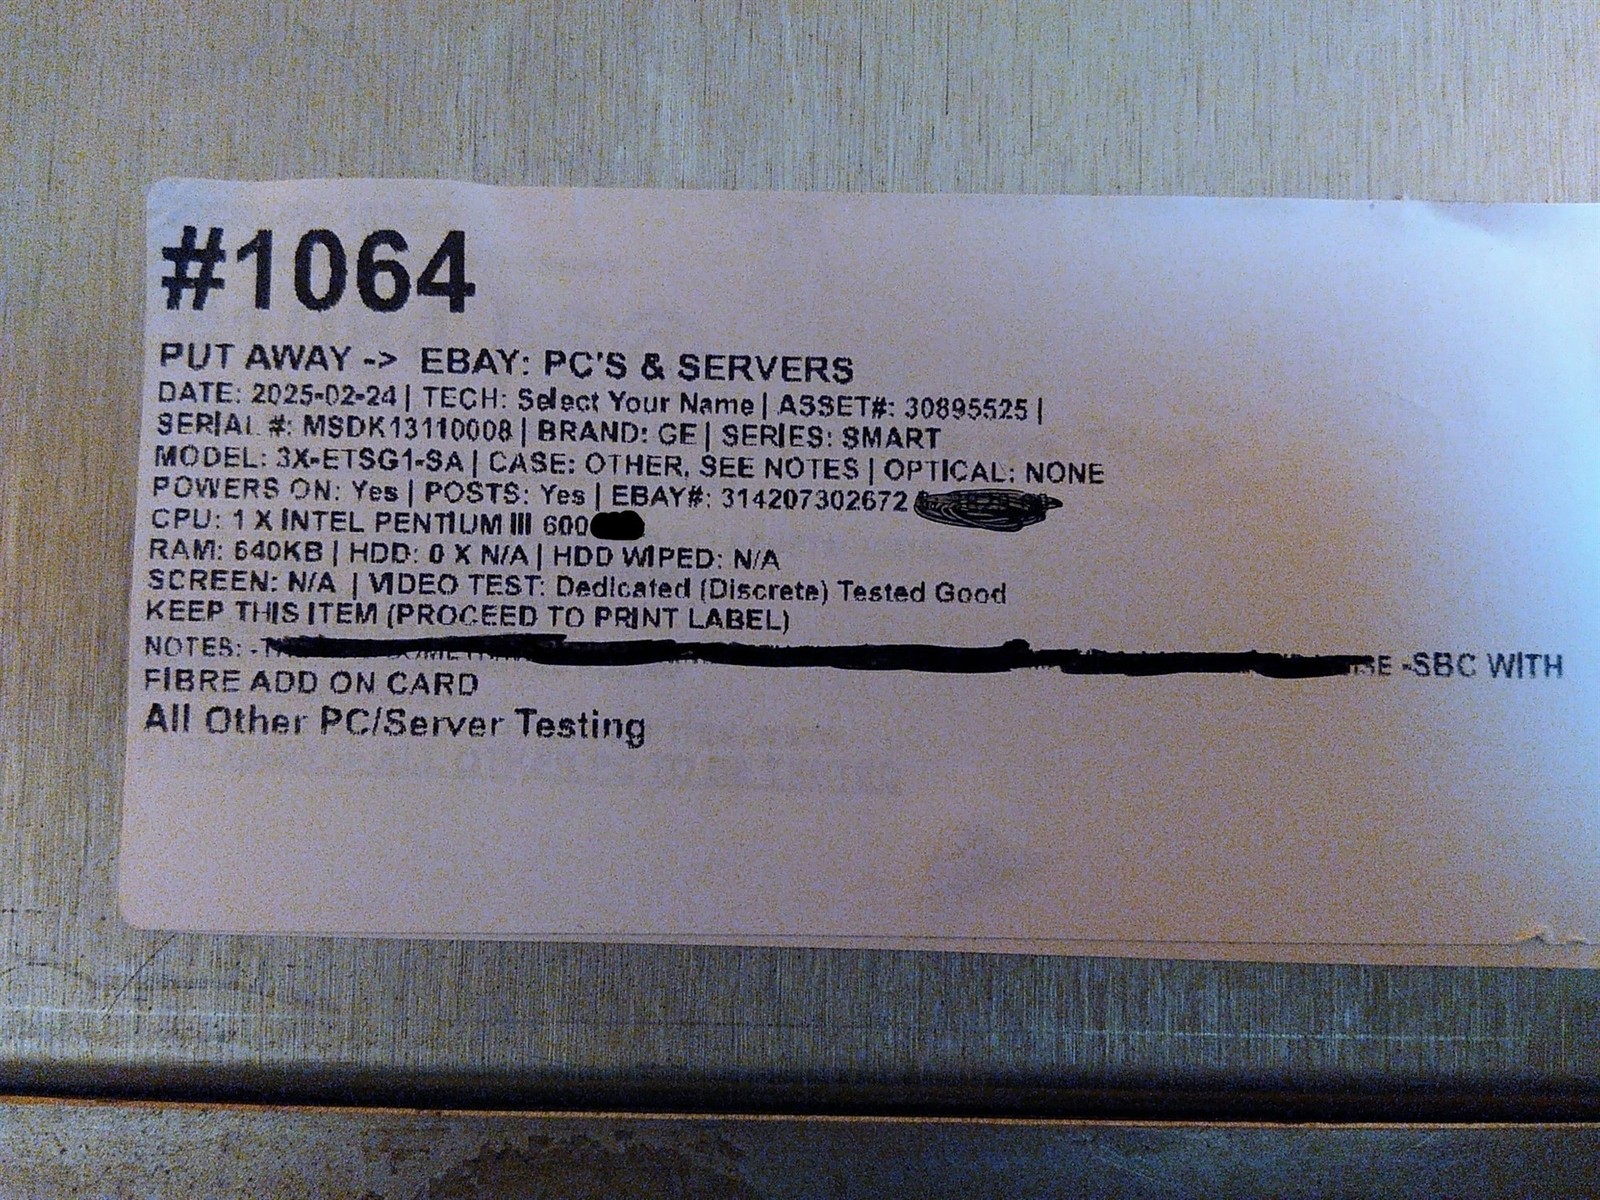 #1064
PUT AWAY -> EBAY: PC'S & SERVERS
DATE: 2025-02-24 | TECH: Select Your Name | ASSET#: 30895525 |
SERIAL #: MSDK13110008 | BRAND: GE | SERIES: SMART
MODEL: 3X-ETSG1-SA | CASE: OTHER, SEE NOTES | OPTICAL: NONE
POWERS ON: Yes | POSTS: Yes | EBAY#: 314207302672
CPU: 1 X INTEL PENTIUM III 600
RAM: 640KB | HDD: 0 X N/A | HDD WIPED: N/A
SCREEN: N/A | VIDEO TEST: Dedicated (Discrete) Tested Good
KEEP THIS ITEM (PROCEED TO PRINT LABEL)
NOTES: - -SBC WITH
FIBRE ADD ON CARD
All Other PC/Server Testing